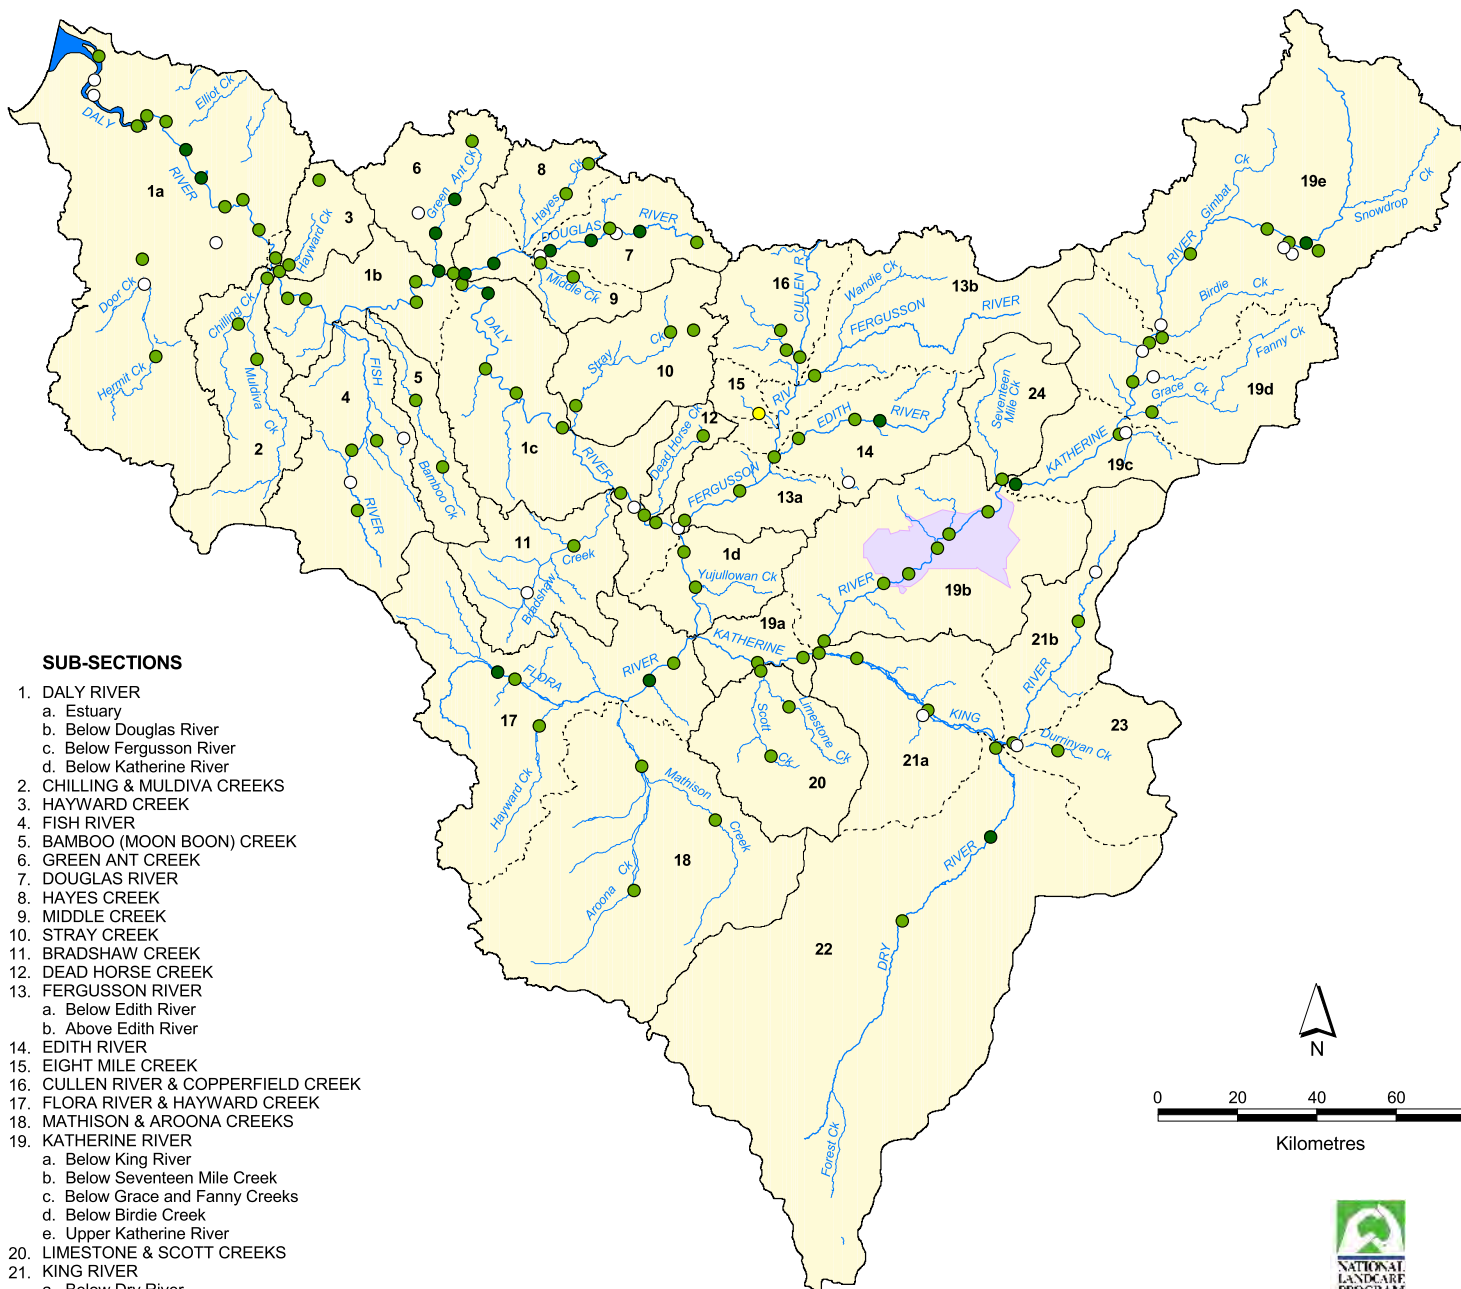 Elliot Ck
DALY
RIVER
1a
6
Green Ant Ck
8
Hayes Ck
3
Hayward Ck
DOUGLAS RIVER
7
Middle Ck
9
1b
16
CULLEN R
Wandie Ck
13b
FERGUSSON RIVER
Gimbat Ck
19e
Snowdrop Ck
RIVER
Birdie Ck
Fanny Ck
Door Ck
Chilling Ck
Hermit Ck
Muldiva Ck
2
FISH
4
5
RIVER
Bamboo Ck
DALY
Stray Ck
10
1c
RIVER
12
Dead Horse Ck
15
RIV
EDITH RIVER
14
FERGUSSON
13a
Seventeen
Mile Ck
24
Grace Ck
19d
KATHERINE
19c
11
Bradshaw Creek
1d
Yujullowan Ck
RIVER
19b
19a
KATHERINE
21b
RIVER
FLORA
RIVER
17
Scott Ck
Limestone Ck
20
KING
21a
Durrinyan Ck
23
Hayward Ck
Mathison Creek
18
Aroona Ck
RIVER
DRY
22
Forest Ck
N
0 20 40 60
Kilometres
SUB-SECTIONS
1. DALY RIVER
a. Estuary
b. Below Douglas River
c. Below Fergusson River
d. Below Katherine River
2. CHILLING & MULDIVA CREEKS
3. HAYWARD CREEK
4. FISH RIVER
5. BAMBOO (MOON BOON) CREEK
6. GREEN ANT CREEK
7. DOUGLAS RIVER
8. HAYES CREEK
9. MIDDLE CREEK
10. STRAY CREEK
11. BRADSHAW CREEK
12. DEAD HORSE CREEK
13. FERGUSSON RIVER
a. Below Edith River
b. Above Edith River
14. EDITH RIVER
15. EIGHT MILE CREEK
16. CULLEN RIVER & COPPERFIELD CREEK
17. FLORA RIVER & HAYWARD CREEK
18. MATHISON & AROONA CREEKS
19. KATHERINE RIVER
a. Below King River
b. Below Seventeen Mile Creek
c. Below Grace and Fanny Creeks
d. Below Birdie Creek
e. Upper Katherine River
20. LIMESTONE & SCOTT CREEKS
21. KING RIVER
a. Below Dry River
NATIONAL
LANDCARE
PROGRAM